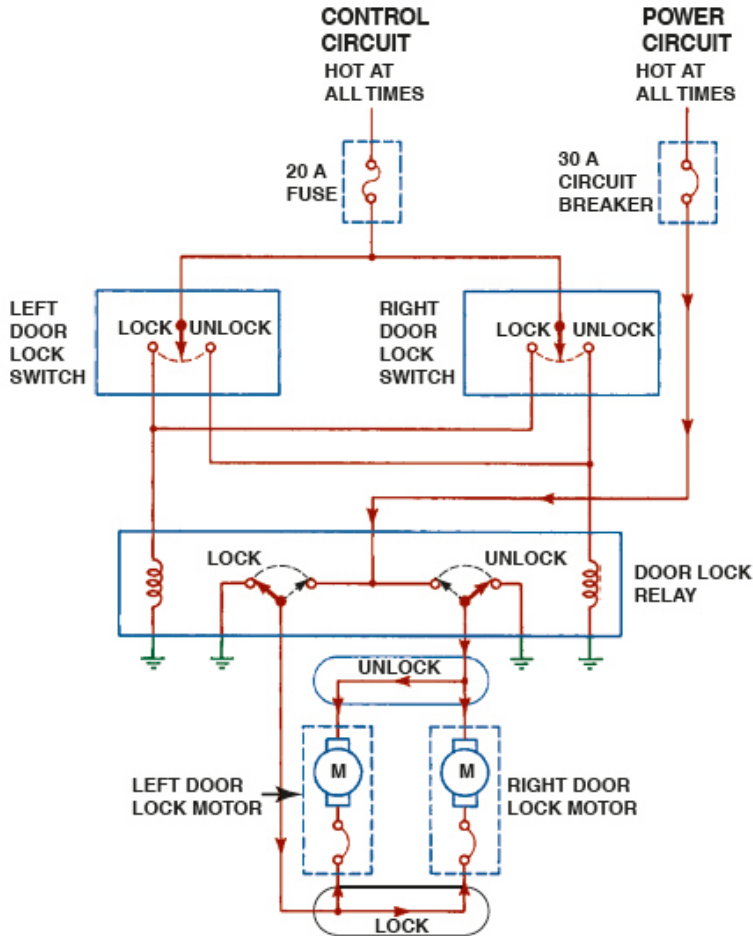 CONTROL
CIRCUIT
HOT AT
ALL TIMES
POWER
CIRCUIT
HOT AT
ALL TIMES
20 A
FUSE
30 A
CIRCUIT
BREAKER
LEFT
DOOR
LOCK
SWITCH
LOCK UNLOCK
RIGHT
DOOR
LOCK
SWITCH
LOCK UNLOCK
LOCK
UNLOCK
DOOR LOCK
RELAY
UNLOCK
LEFT DOOR
LOCK MOTOR
M
M
RIGHT DOOR
LOCK MOTOR
LOCK